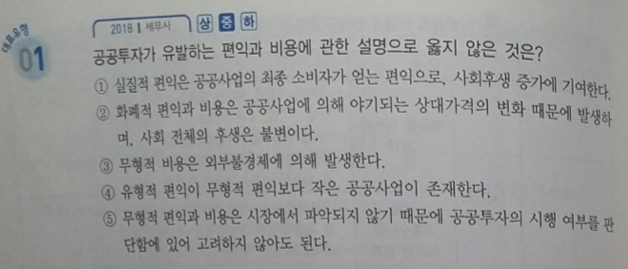 대표유형
01
2018 | 세무사 상 중 하
공공투자가 유발하는 편익과 비용에 관한 설명으로 옳지 않은 것은?
① 실질적 편익은 공공사업의 최종 소비자가 얻는 편익으로, 사회후생 증가에 기여한다.
② 화폐적 편익과 비용은 공공사업에 의해 야기되는 상대가격의 변화 때문에 발생하
며, 사회 전체의 후생은 불변이다.
③ 무형적 비용은 외부불경제에 의해 발생한다.
④ 유형적 편익이 무형적 편익보다 작은 공공사업이 존재한다.
⑤ 무형적 편익과 비용은 시장에서 파악되지 않기 때문에 공공투자의 시행 여부를 판
단함에 있어 고려하지 않아도 된다.